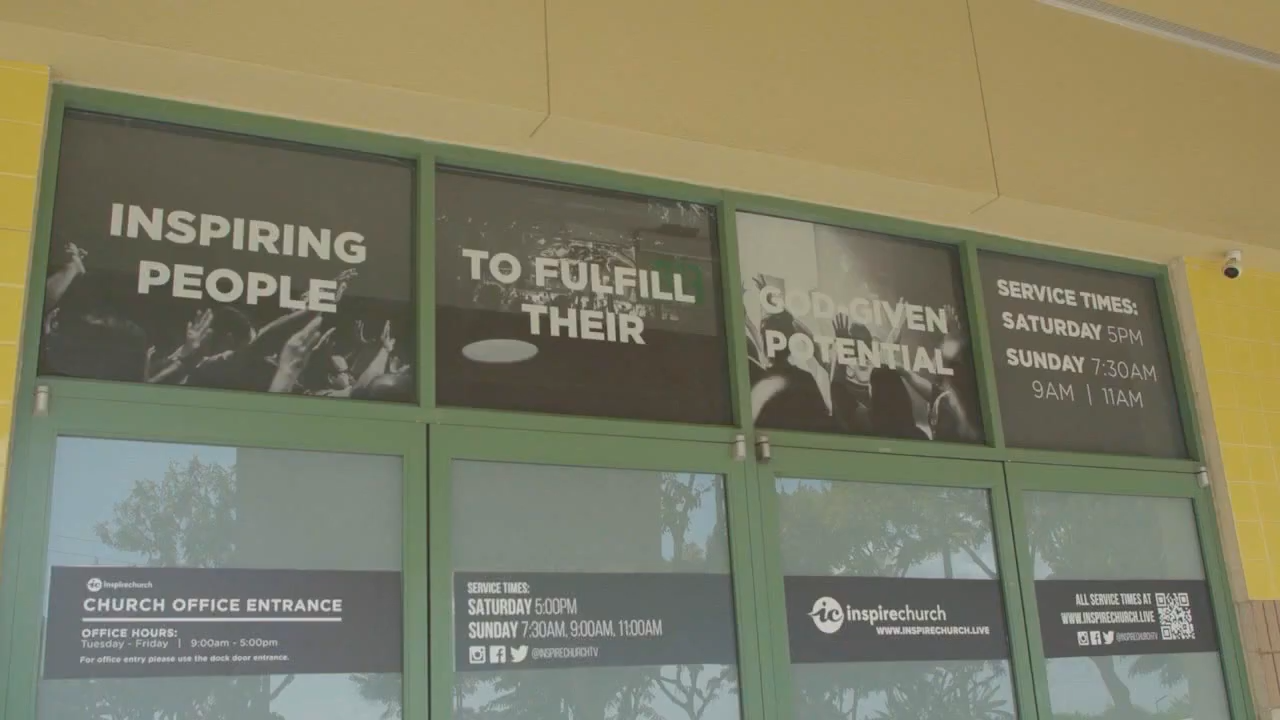 INSPIRING
PEOPLE
TO FULFILL
THEIR
GOD-GIVEN
POTENTIAL
SERVICE TIMES:
SATURDAY 5PM
SUNDAY 7:30AM
9AM | 11AM
ic inspirechurch
CHURCH OFFICE ENTRANCE
OFFICE HOURS:
Tuesday - Friday | 9:00am - 5:00pm
For office entry please use the dock door entrance.
SERVICE TIMES:
SATURDAY 5:00PM
SUNDAY 7:30AM, 9:00AM, 11:00AM
@INSPIRECHURCHTV
ic inspirechurch
WWW.INSPIRECHURCH.LIVE
ALL SERVICE TIMES AT
WWW.INSPIRECHURCH.LIVE
@INSPIRECHURCHTV